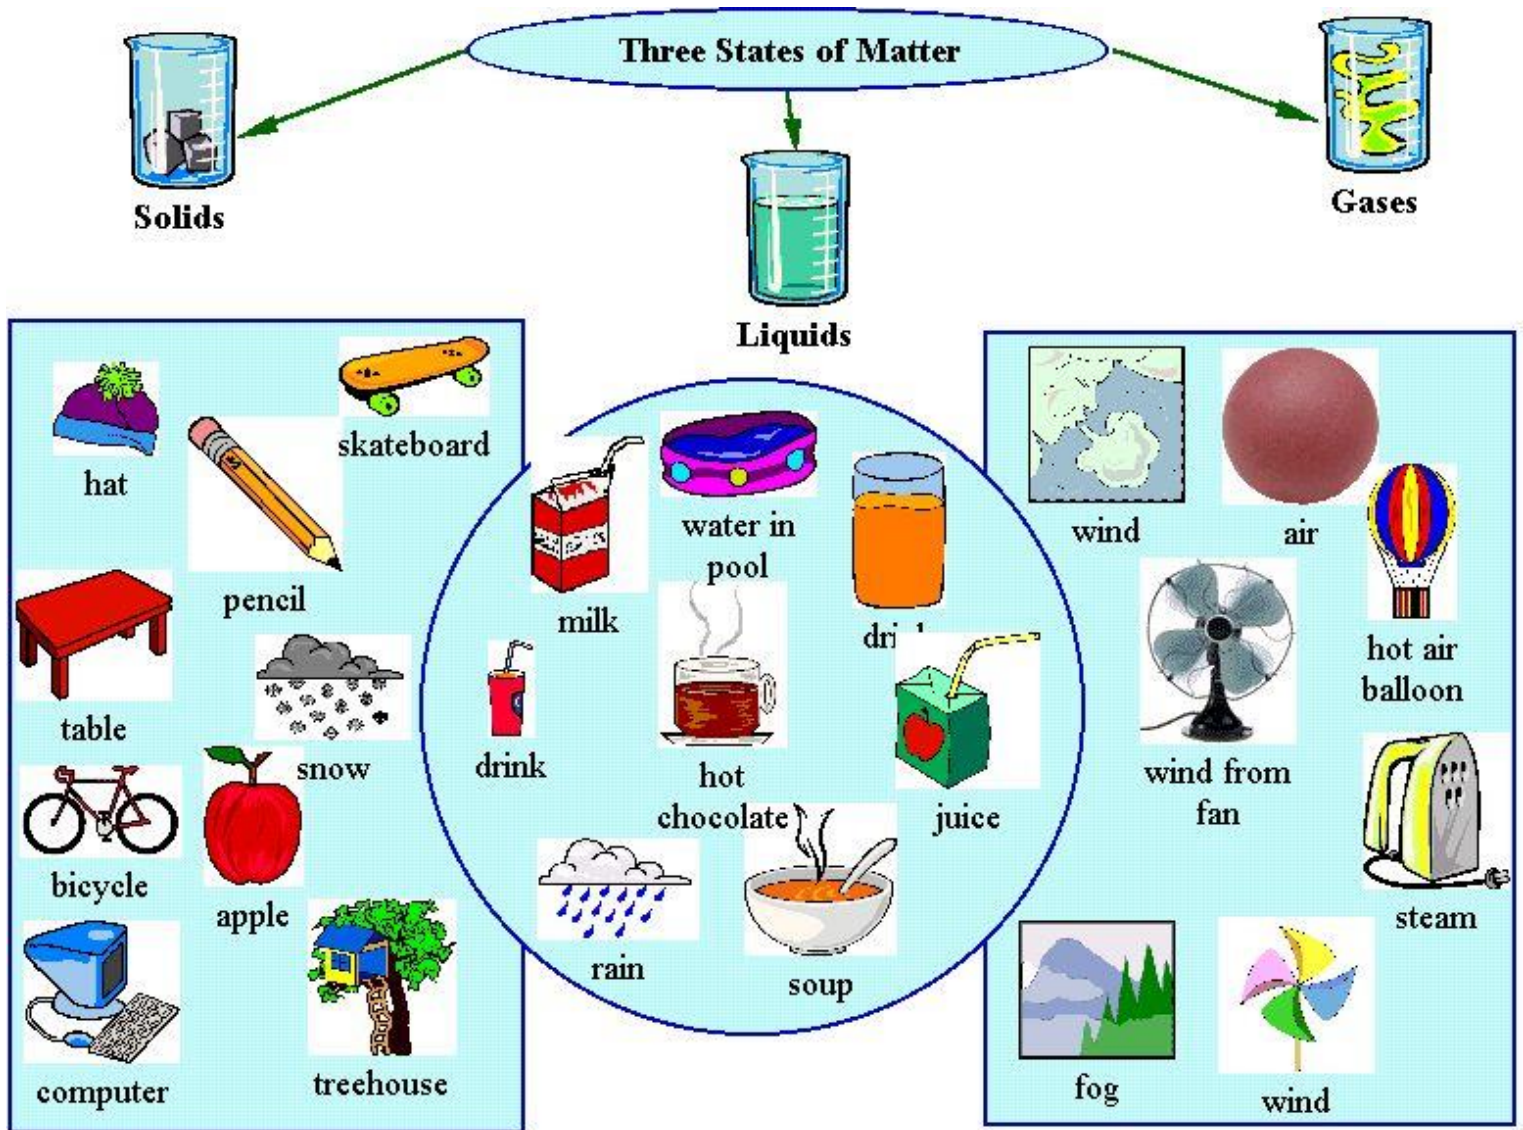 Three States of Matter
Solids
Liquids
Gases
hat
skateboard
pencil
table
snow
bicycle
apple
computer
treehouse
milk
water in
pool
drink
hot
chocolate
juice
rain
soup
wind
air
hot air
balloon
wind from
fan
steam
fog
wind